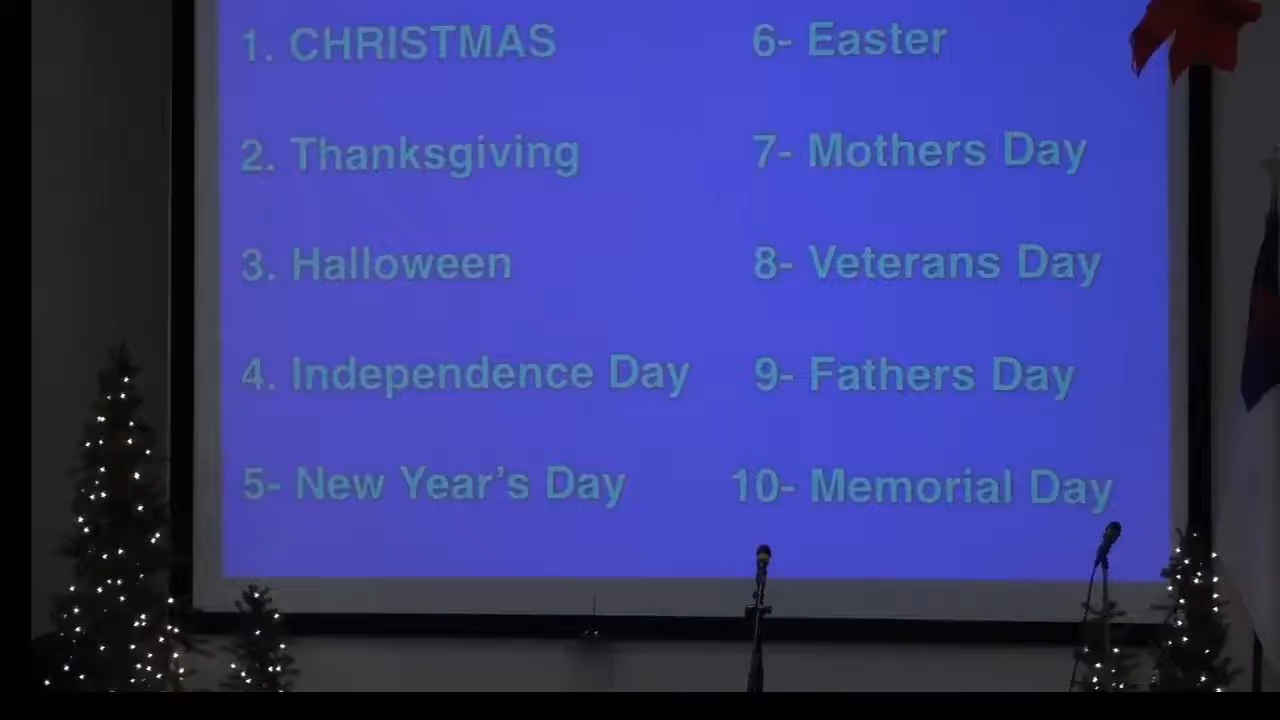 1. CHRISTMAS
2. Thanksgiving
3. Halloween
4. Independence Day
5- New Year's Day
6- Easter
7- Mothers Day
8- Veterans Day
9- Fathers Day
10- Memorial Day